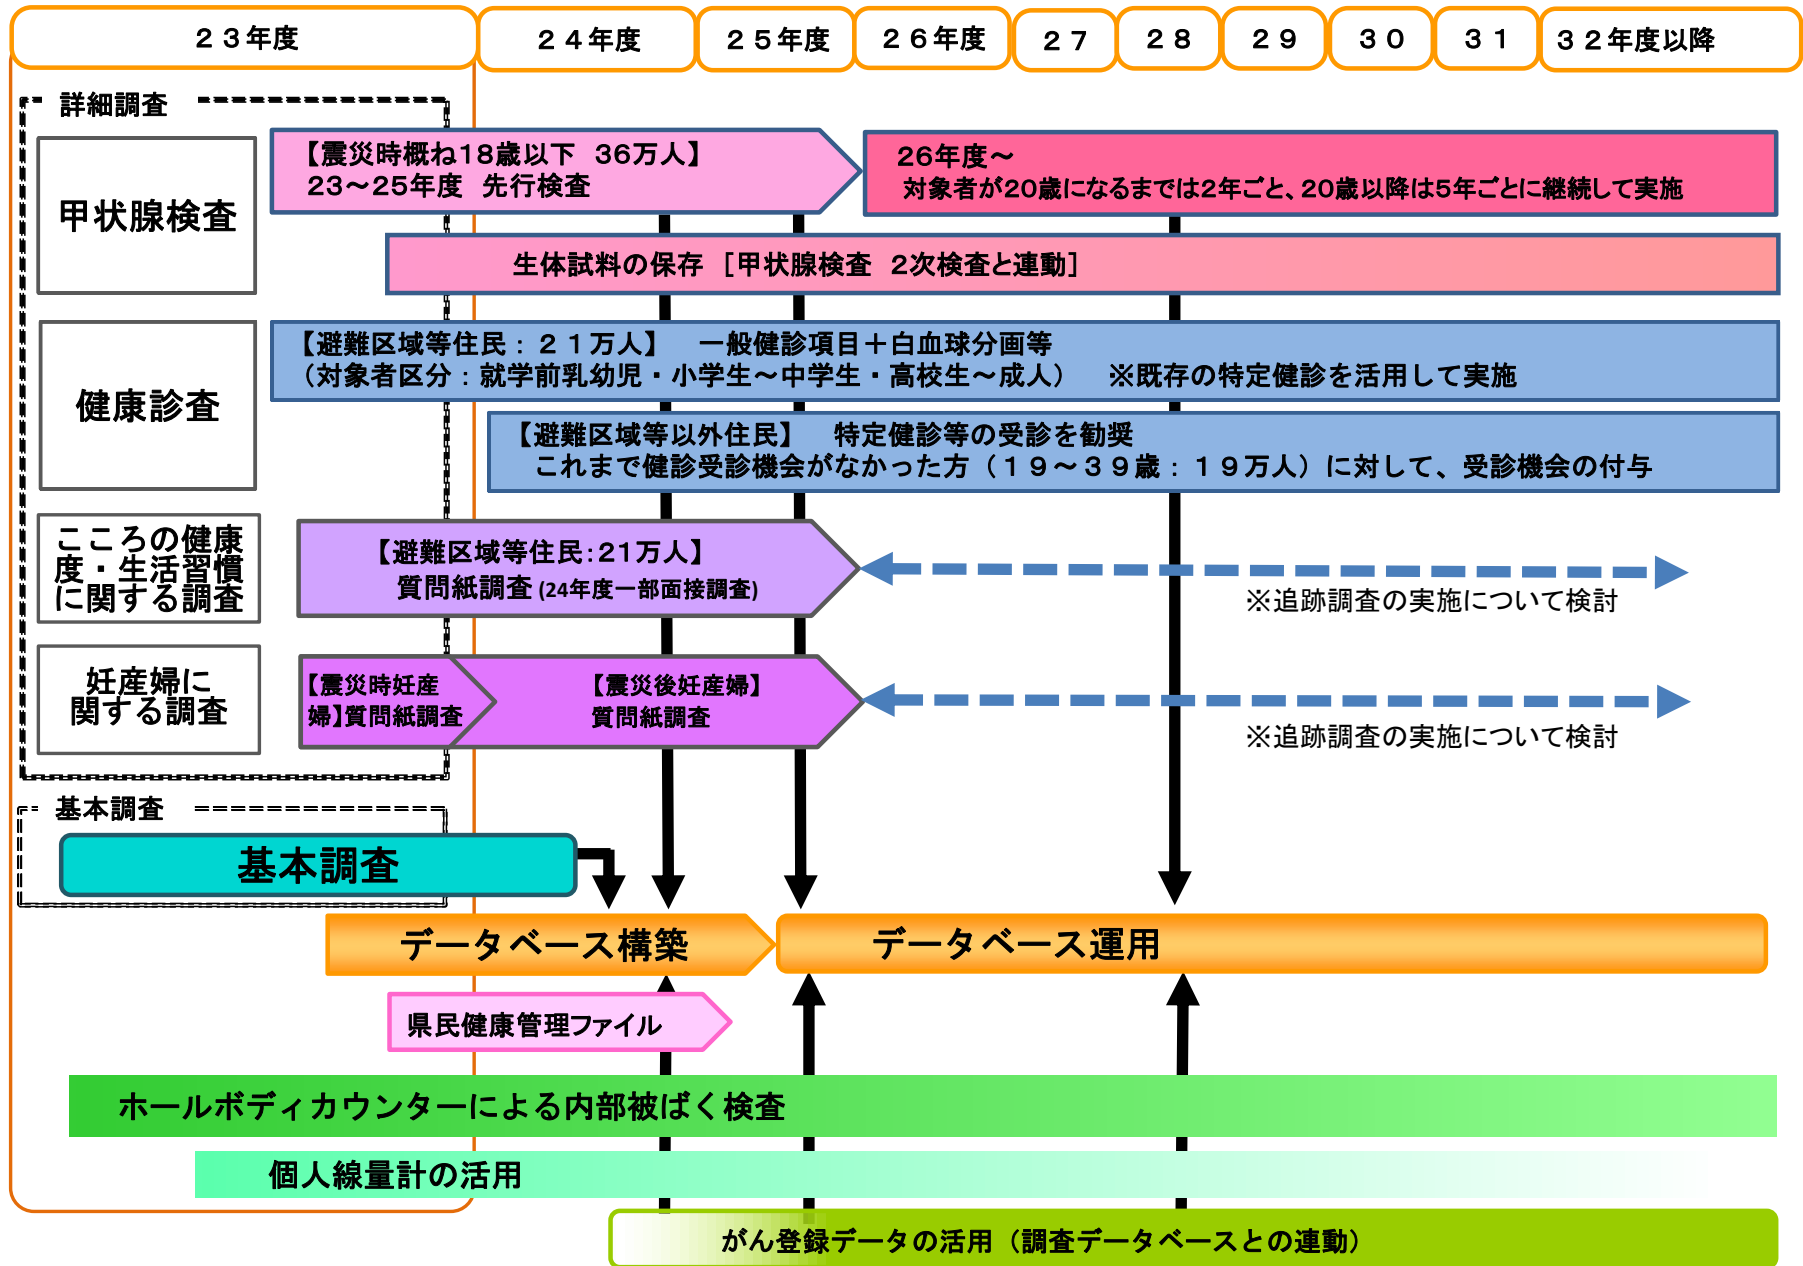 ２３年度
２４年度
２５年度
２６年度
２７
２８
２９
３０
３１
３２年度以降
詳細調査
甲状腺検査
【震災時概ね18歳以下　36万人】
23～25年度　先行検査
26年度～
対象者が20歳になるまでは2年ごと、20歳以降は5年ごとに継続して実施
生体試料の保存［甲状腺検査　2次検査と連動］
健康診査
【避難区域等住民：２１万人】　一般健診項目＋白血球分画等
（対象者区分：就学前乳幼児・小学生～中学生・高校生～成人）　※既存の特定健診を活用して実施
【避難区域等以外住民】　特定健診等の受診を勧奨
これまで健診受診機会がなかった方（１９～３９歳：１９万人）に対して、受診機会の付与
こころの健康
度・生活習慣
に関する調査
【避難区域等住民:21万人】
質問紙調査(24年度一部面接調査)
※追跡調査の実施について検討
妊産婦に
関する調査
【震災時妊産
婦】質問紙調査
【震災後妊産婦】
質問紙調査
※追跡調査の実施について検討
基本調査
基本調査
データベース構築
データベース運用
県民健康管理ファイル
ホールボディカウンターによる内部被ばく検査
個人線量計の活用
がん登録データの活用（調査データベースとの連動）